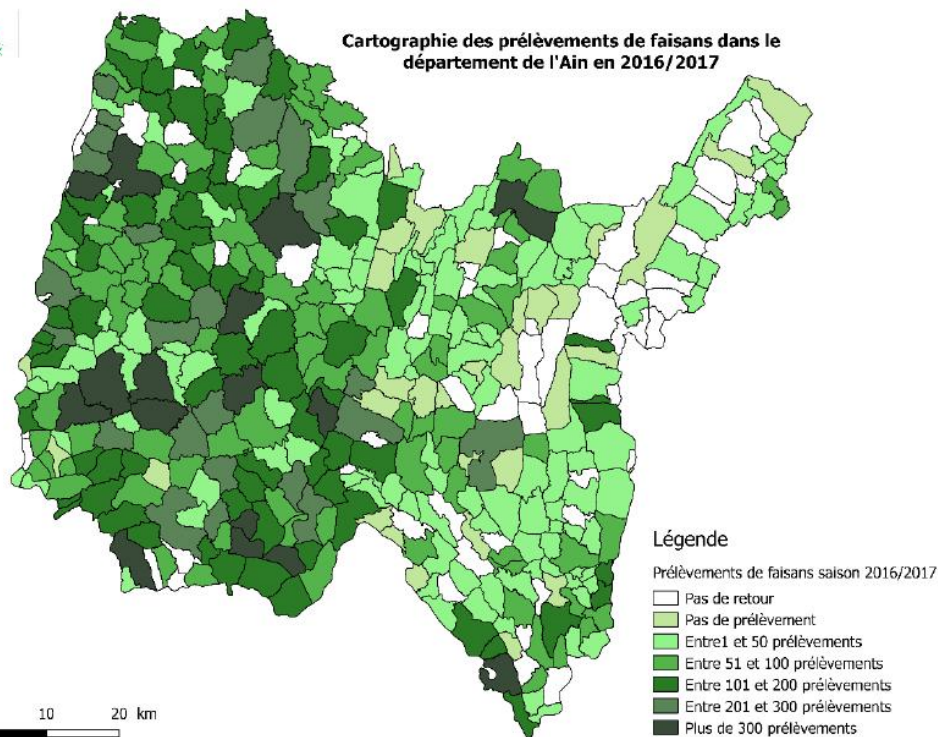 Cartographie des prélèvements de faisans dans le
département de l'Ain en 2016/2017
Légende
Prélèvements de faisans saison 2016/2017
Pas de retour
Pas de prélèvement
Entre1 et 50 prélèvements
Entre 51 et 100 prélèvements
Entre 101 et 200 prélèvements
Entre 201 et 300 prélèvements
Plus de 300 prélèvements
10 20 km